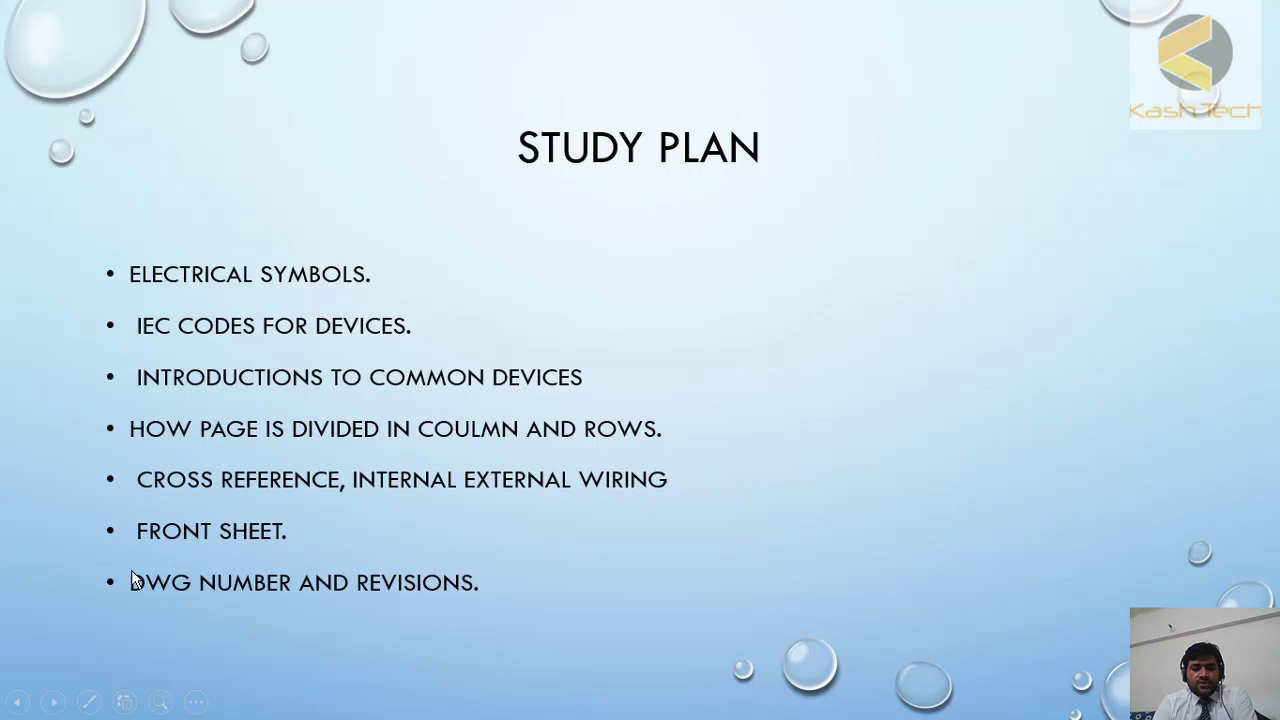 Kash Tech
STUDY PLAN
• ELECTRICAL SYMBOLS.
• IEC CODES FOR DEVICES.
• INTRODUCTIONS TO COMMON DEVICES
• HOW PAGE IS DIVIDED IN COULMN AND ROWS.
• CROSS REFERENCE, INTERNAL EXTERNAL WIRING
• FRONT SHEET.
• DWG NUMBER AND REVISIONS.